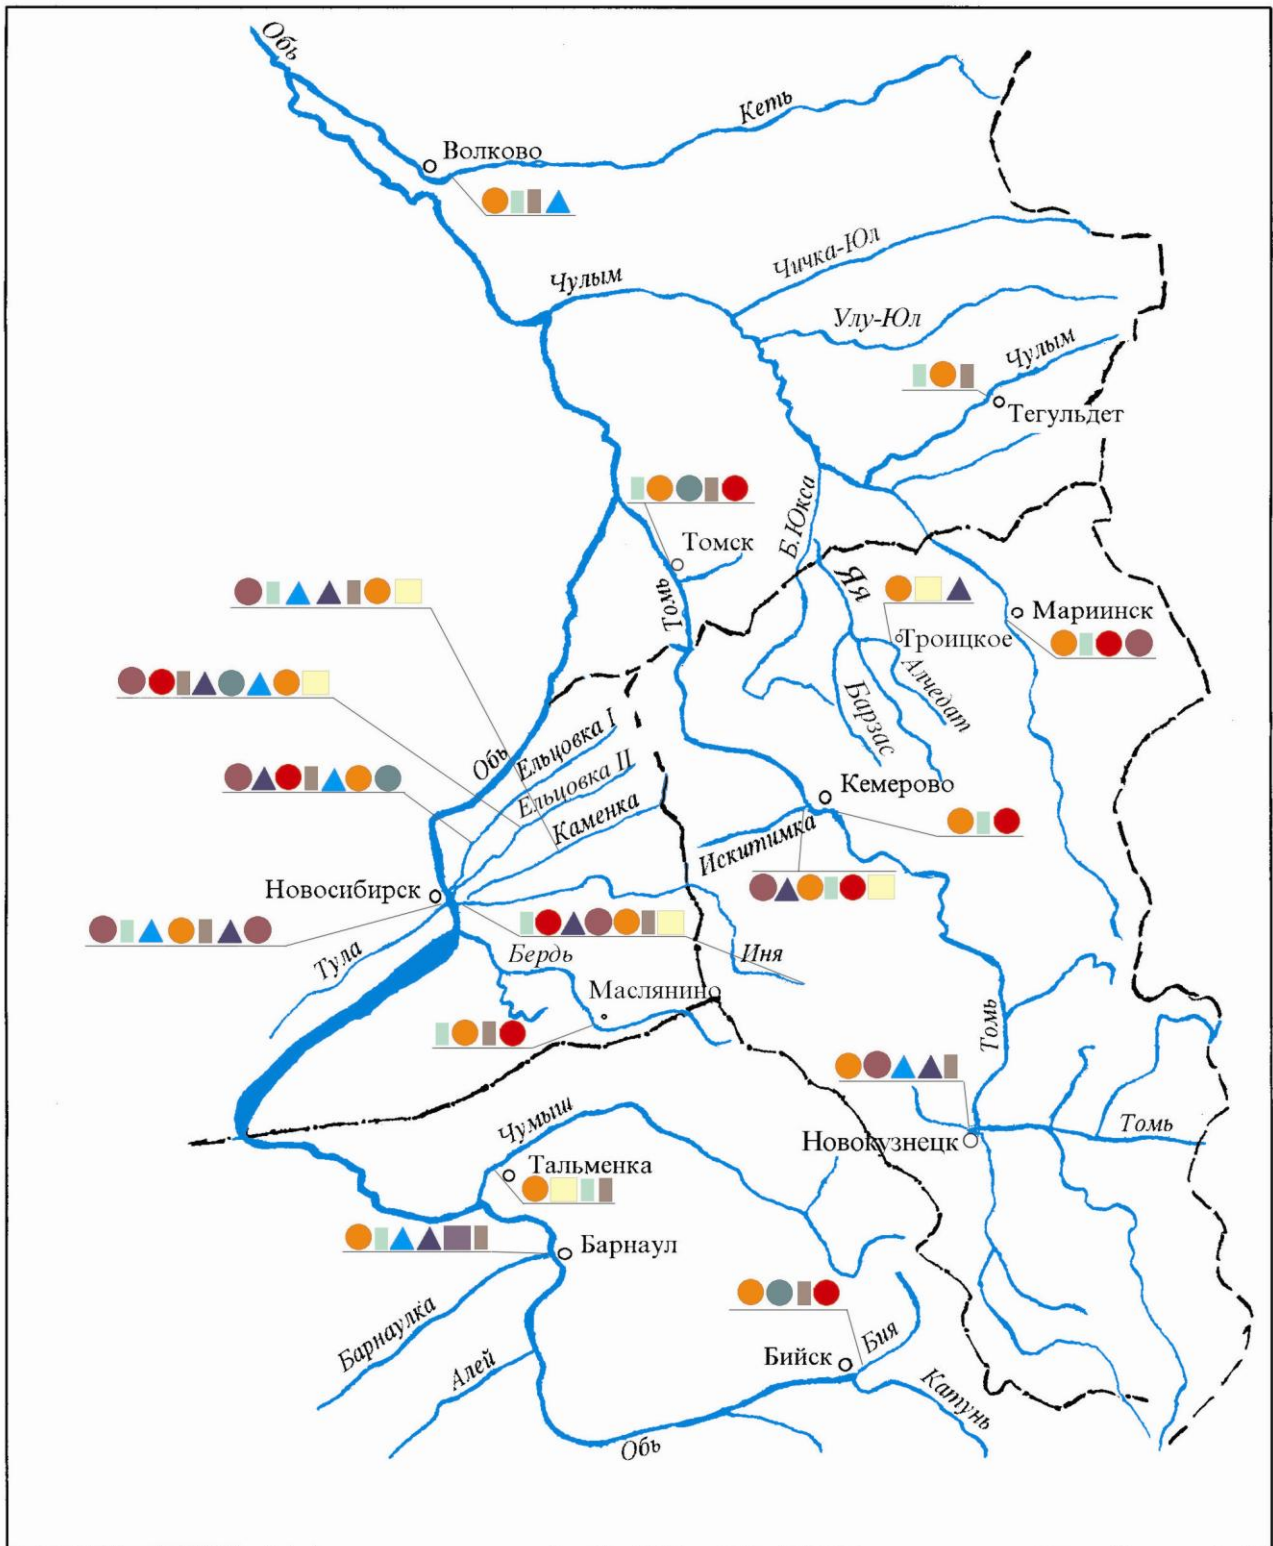 Обь
Кеть
Волково
Чичка-Юл
Чулым
Улу-Юл
Чулым
Тегульдет
Б.Юкса
Томск
Яя
Томь
Мариинск
Троицкое
Алчедат
Барзас
Ельцовка I
Обь
Ельцовка II
Кемерово
Каменка
Искитимка
Новосибирск
Тула
Бердь
Иня
Маслянино
Томь
Чумыш
Томь
Новокузнецк
Тальменка
Барнаул
Барнаулка
Бия
Алей
Бийск
Катунь
Обь